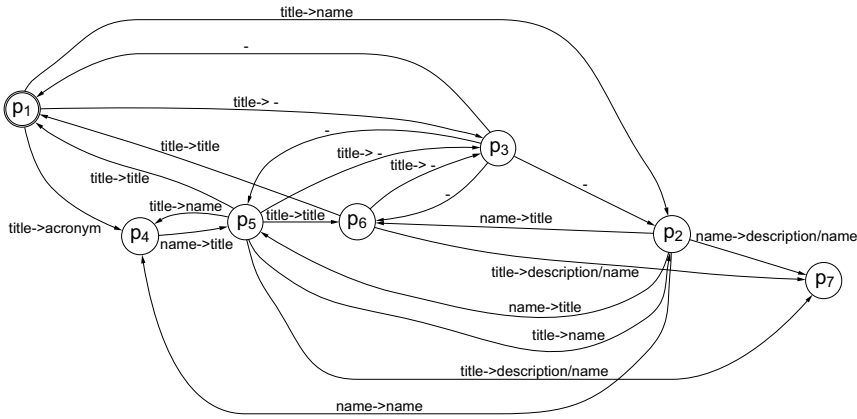 title->name
-
p1
title-> -
p3
-
title->title
title-> -
title-> -
title->title
-
-
title->name
title->acronym
p4
name->title
p5
title->title
p6
name->title
p2
name->description/name
title->description/name
p7
name->title
title->name
title->description/name
name->name